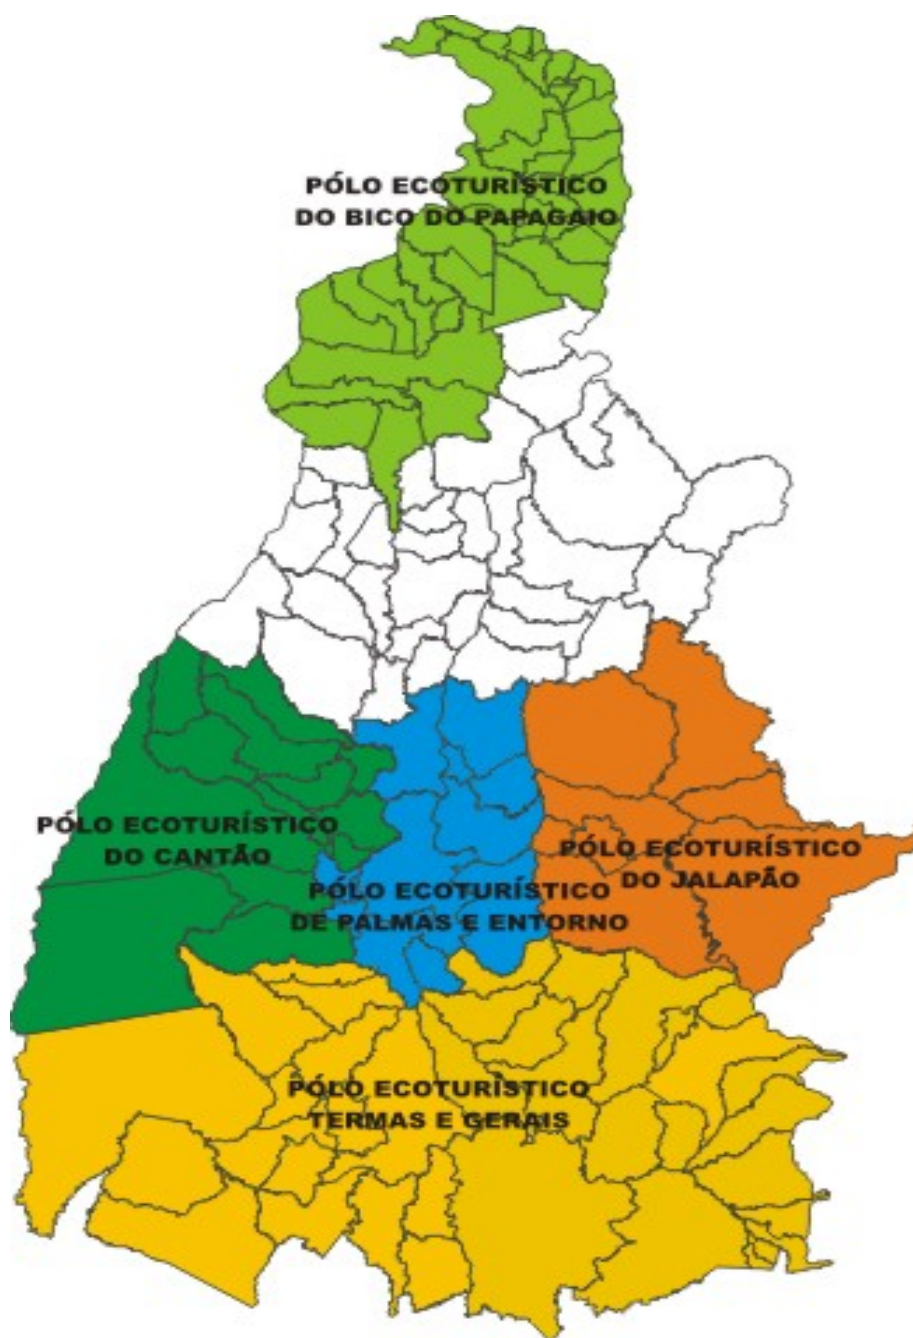 PÓLO ECOTURÍSTICO
DO BICO DO PAPAGAIO
PÓLO ECOTURÍSTICO
DO CANTÃO
PÓLO ECOTURÍSTICO
DO JALAPÃO
PÓLO ECOTURÍSTICO
DE PALMAS E ENTORNO
PÓLO ECOTURÍSTICO
TERMAS E GERAIS